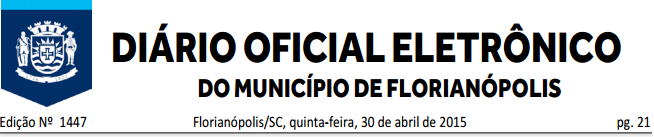 DIÁRIO OFICIAL ELETRÔNICO
DO MUNICÍPIO DE FLORIANÓPOLIS
Edição Nº 1447 Florianópolis/SC, quinta-feira, 30 de abril de 2015 pg. 21